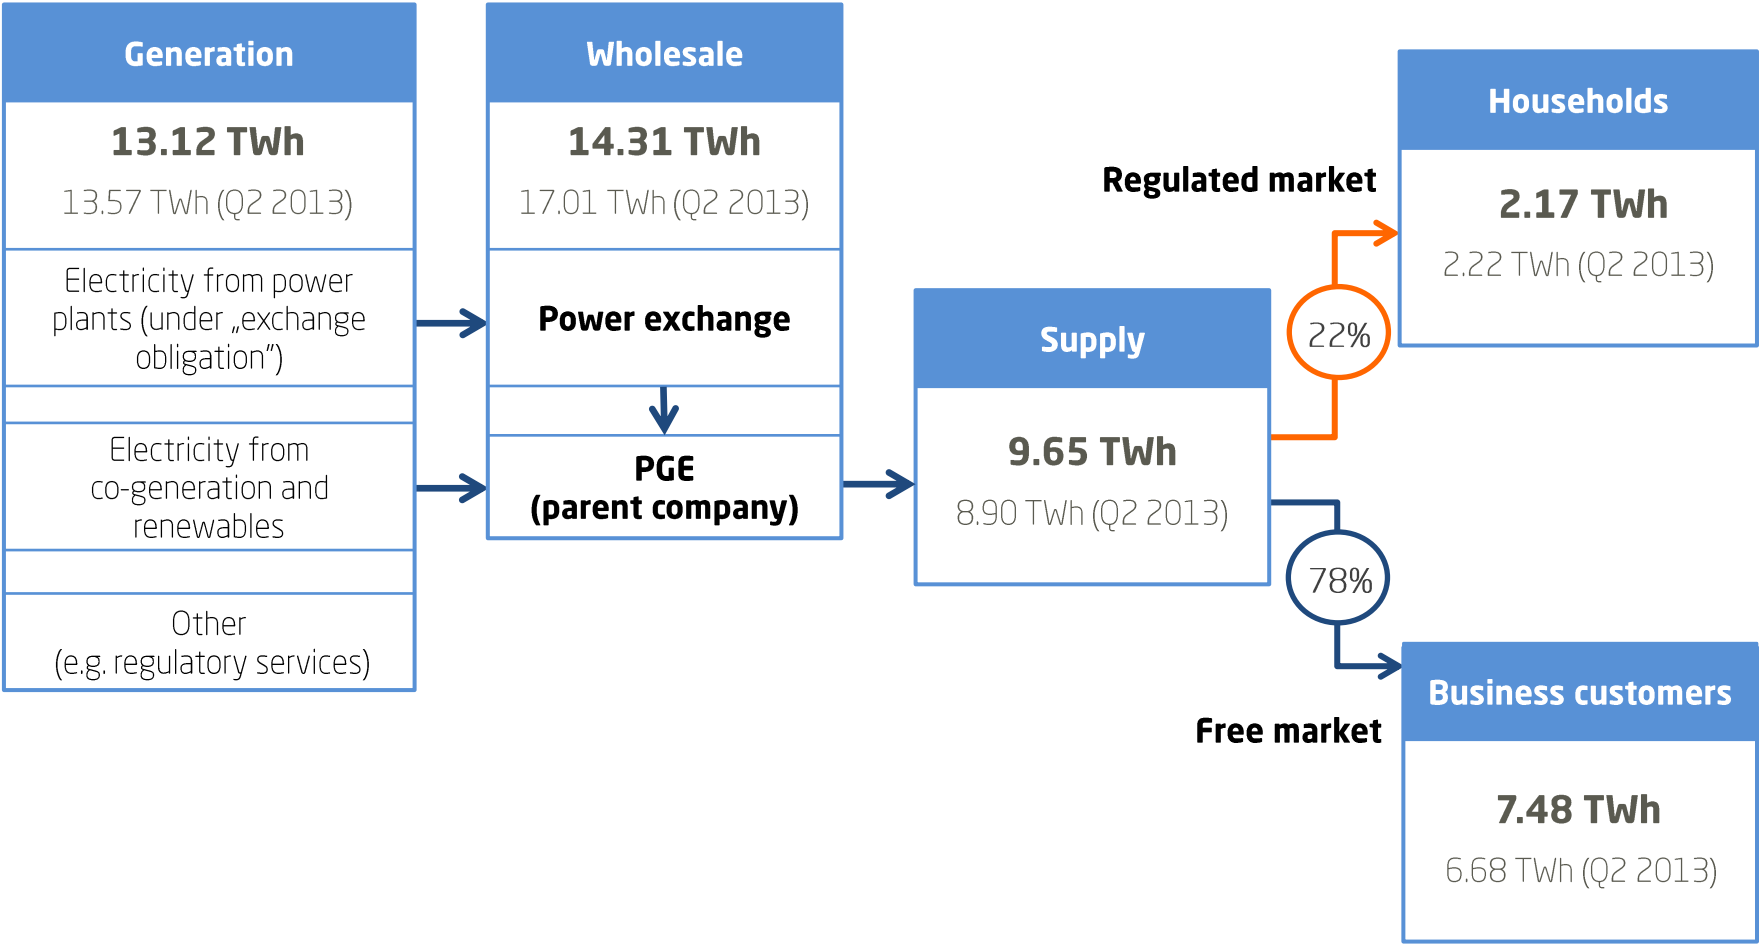 Generation
13.12 TWh
13.57 TWh (Q2 2013)
Electricity from power
plants (under „exchange
obligation”)
Electricity from
co-generation and
renewables
Other
(e.g. regulatory services)
Wholesale
14.31 TWh
17.01 TWh (Q2 2013)
Power exchange
PGE
(parent company)
Supply
9.65 TWh
8.90 TWh (Q2 2013)
Regulated market
22%
Households
2.17 TWh
2.22 TWh (Q2 2013)
78%
Free market
Business customers
7.48 TWh
6.68 TWh (Q2 2013)